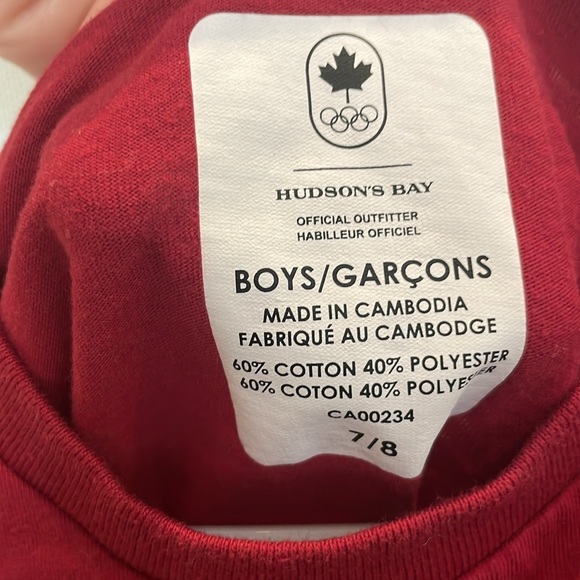 HUDSON'S BAY
OFFICIAL OUTFITTER
HABILLEUR OFFICIEL
BOYS/GARÇONS
MADE IN CAMBODIA
FABRIQUÉ AU CAMBODGE
60% COTTON 40% POLYESTER
60% COTON 40% POLYESTER
CA00234
7/8